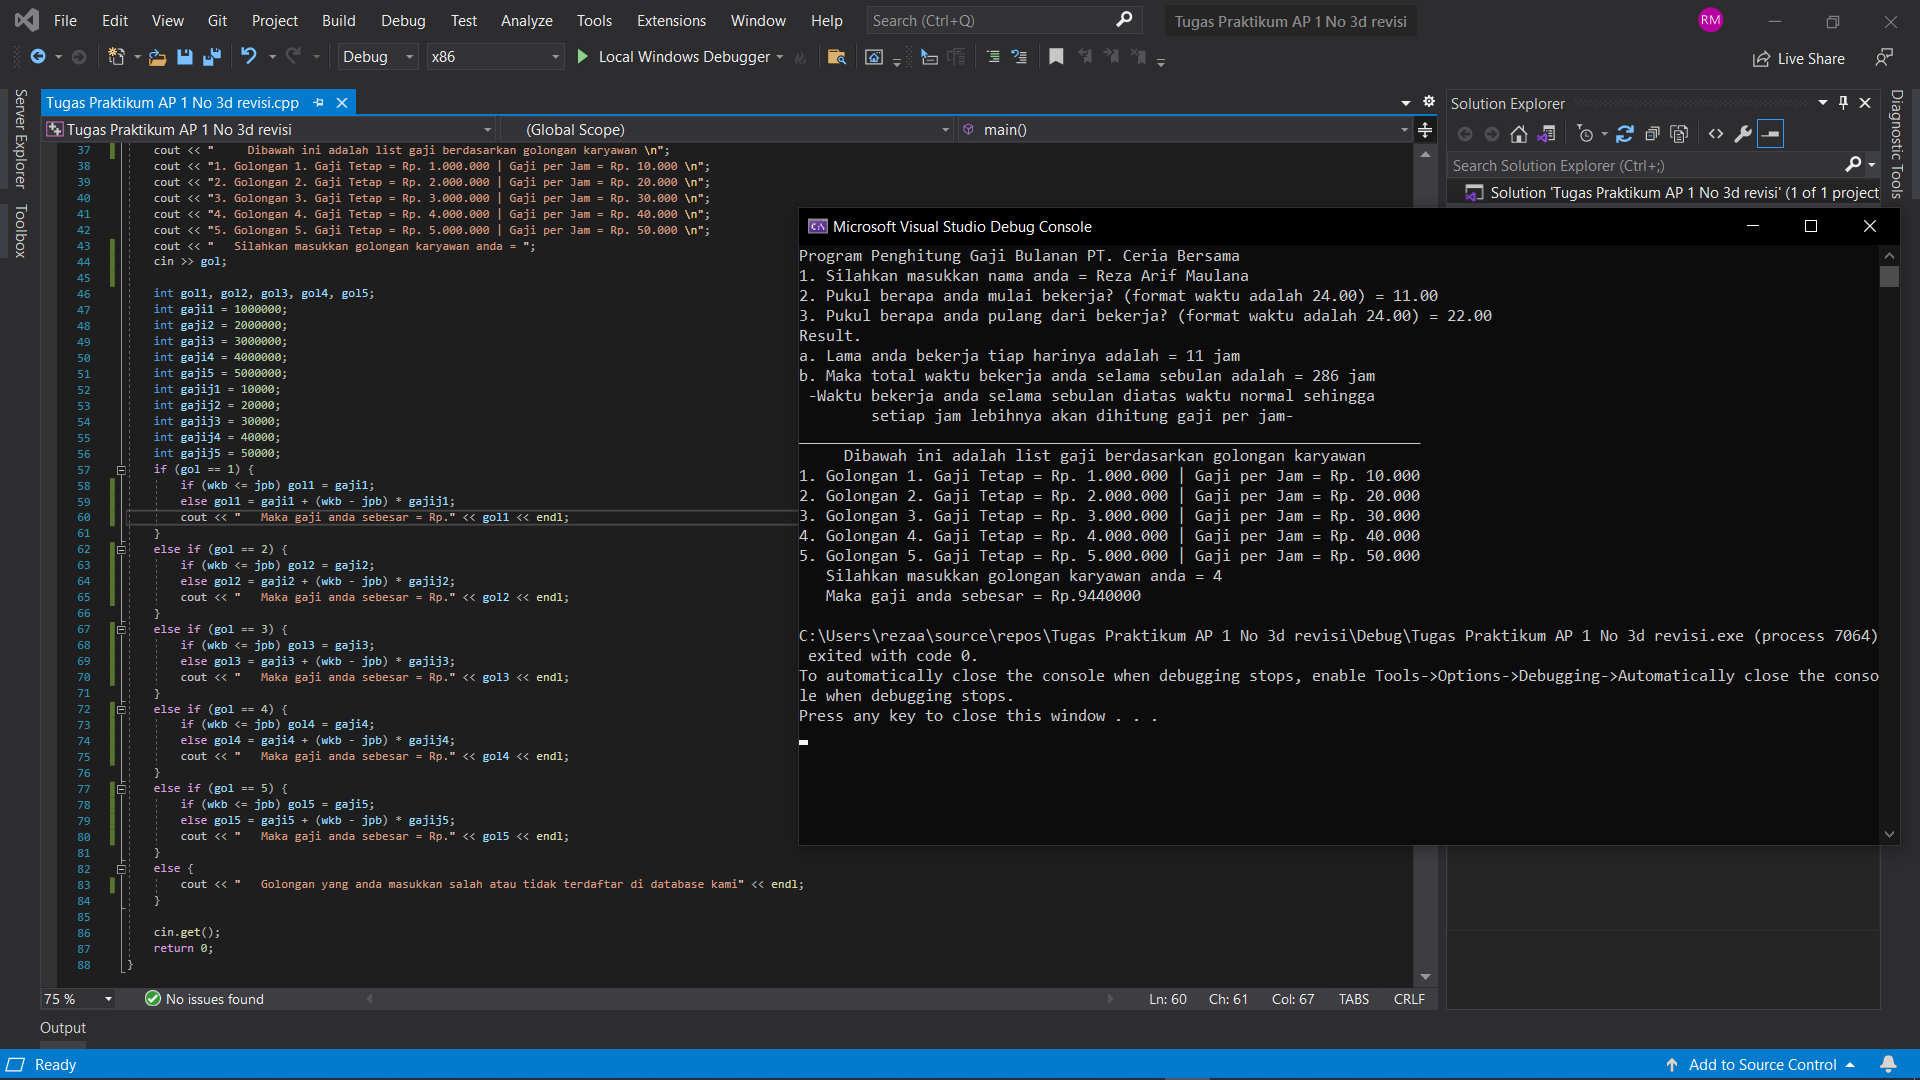 File Edit View Git Project Build Debug Test Analyze Tools Extensions Window Help Search (Ctrl+Q) Tugas Praktikum AP 1 No 3d revisi RM
Debug x86 Local Windows Debugger Live Share
Server Explorer
Toolbox
Tugas Praktikum AP 1 No 3d revisi.cpp
Tugas Praktikum AP 1 No 3d revisi (Global Scope) main()
37 cout << "     Dibawah ini adalah list gaji berdasarkan golongan karyawan \n";
38 cout << "1. Golongan 1. Gaji Tetap = Rp. 1.000.000 | Gaji per Jam = Rp. 10.000 \n";
39 cout << "2. Golongan 2. Gaji Tetap = Rp. 2.000.000 | Gaji per Jam = Rp. 20.000 \n";
40 cout << "3. Golongan 3. Gaji Tetap = Rp. 3.000.000 | Gaji per Jam = Rp. 30.000 \n";
41 cout << "4. Golongan 4. Gaji Tetap = Rp. 4.000.000 | Gaji per Jam = Rp. 40.000 \n";
42 cout << "5. Golongan 5. Gaji Tetap = Rp. 5.000.000 | Gaji per Jam = Rp. 50.000 \n";
43 cout << "   Silahkan masukkan golongan karyawan anda = ";
44 cin >> gol;
45
46 int gol1, gol2, gol3, gol4, gol5;
47 int gaji1 = 1000000;
48 int gaji2 = 2000000;
49 int gaji3 = 3000000;
50 int gaji4 = 4000000;
51 int gaji5 = 5000000;
52 int gajij1 = 10000;
53 int gajij2 = 20000;
54 int gajij3 = 30000;
55 int gajij4 = 40000;
56 int gajij5 = 50000;
57 if (gol == 1) {
58 if (wkb <= jpb) gol1 = gaji1;
59 else gol1 = gaji1 + (wkb - jpb) * gajij1;
60 cout << "   Maka gaji anda sebesar = Rp." << gol1 << endl;
61 }
62 else if (gol == 2) {
63 if (wkb <= jpb) gol2 = gaji2;
64 else gol2 = gaji2 + (wkb - jpb) * gajij2;
65 cout << "   Maka gaji anda sebesar = Rp." << gol2 << endl;
66 }
67 else if (gol == 3) {
68 if (wkb <= jpb) gol3 = gaji3;
69 else gol3 = gaji3 + (wkb - jpb) * gajij3;
70 cout << "   Maka gaji anda sebesar = Rp." << gol3 << endl;
71 }
72 else if (gol == 4) {
73 if (wkb <= jpb) gol4 = gaji4;
74 else gol4 = gaji4 + (wkb - jpb) * gajij4;
75 cout << "   Maka gaji anda sebesar = Rp." << gol4 << endl;
76 }
77 else if (gol == 5) {
78 if (wkb <= jpb) gol5 = gaji5;
79 else gol5 = gaji5 + (wkb - jpb) * gajij5;
80 cout << "   Maka gaji anda sebesar = Rp." << gol5 << endl;
81 }
82 else {
83 cout << "   Golongan yang anda masukkan salah atau tidak terdaftar di database kami" << endl;
84 }
85
86 cin.get();
87 return 0;
88 }
75 % No issues found Ln: 60 Ch: 61 Col: 67 TABS CRLF
Solution Explorer
Search Solution Explorer (Ctrl+;)
Solution 'Tugas Praktikum AP 1 No 3d revisi' (1 of 1 project
Diagnostic Tools
Microsoft Visual Studio Debug Console
Program Penghitung Gaji Bulanan PT. Ceria Bersama
1. Silahkan masukkan nama anda = Reza Arif Maulana
2. Pukul berapa anda mulai bekerja? (format waktu adalah 24.00) = 11.00
3. Pukul berapa anda pulang dari bekerja? (format waktu adalah 24.00) = 22.00
Result.
a. Lama anda bekerja tiap harinya adalah = 11 jam
b. Maka total waktu bekerja anda selama sebulan adalah = 286 jam
-Waktu bekerja anda selama sebulan diatas waktu normal sehingga
setiap jam lebihnya akan dihitung gaji per jam-
Dibawah ini adalah list gaji berdasarkan golongan karyawan
1. Golongan 1. Gaji Tetap = Rp. 1.000.000 | Gaji per Jam = Rp. 10.000
2. Golongan 2. Gaji Tetap = Rp. 2.000.000 | Gaji per Jam = Rp. 20.000
3. Golongan 3. Gaji Tetap = Rp. 3.000.000 | Gaji per Jam = Rp. 30.000
4. Golongan 4. Gaji Tetap = Rp. 4.000.000 | Gaji per Jam = Rp. 40.000
5. Golongan 5. Gaji Tetap = Rp. 5.000.000 | Gaji per Jam = Rp. 50.000
Silahkan masukkan golongan karyawan anda = 4
Maka gaji anda sebesar = Rp.9440000
C:\Users\rezaa\source\repos\Tugas Praktikum AP 1 No 3d revisi\Debug\Tugas Praktikum AP 1 No 3d revisi.exe (process 7064)
exited with code 0.
To automatically close the console when debugging stops, enable Tools->Options->Debugging->Automatically close the conso
le when debugging stops.
Press any key to close this window . . .
Output
Ready Add to Source Control